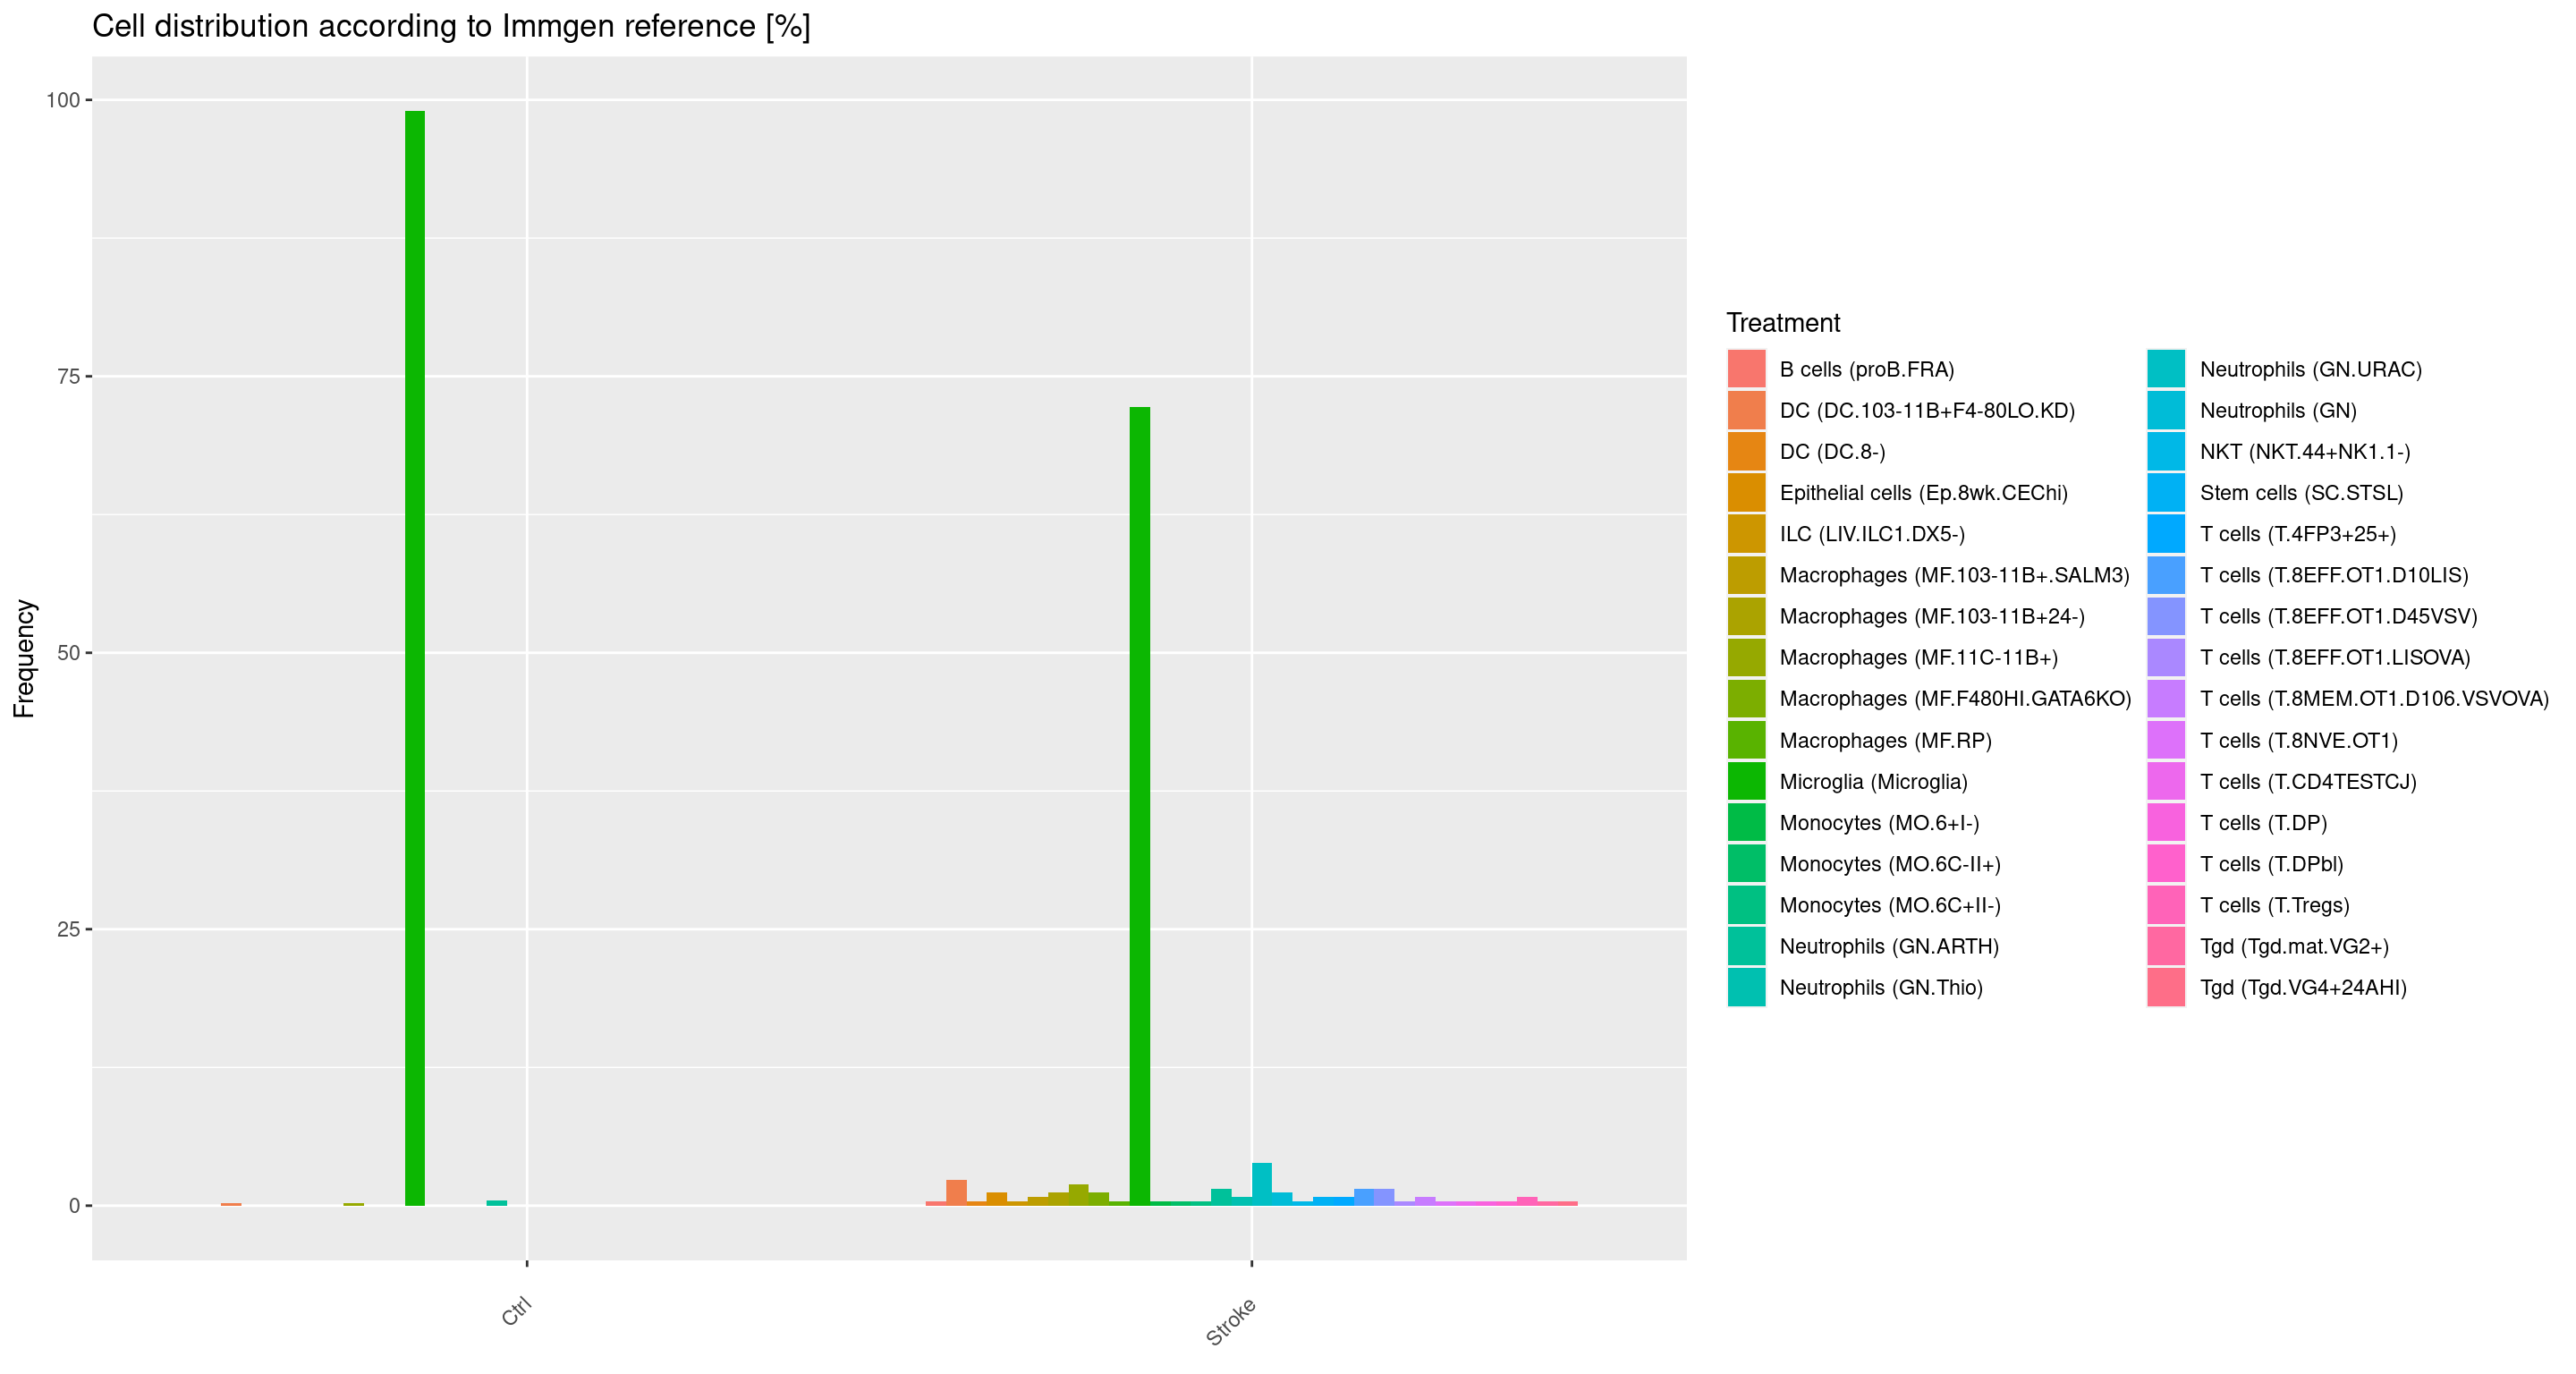 Cell distribution according to Immgen reference [%]
Frequency
100
75
50
25
0
Ctrl
Stroke
Treatment
B cells (proB.FRA)
DC (DC.103-11B+F4-80LO.KD)
DC (DC.8-)
Epithelial cells (Ep.8wk.CEChi)
ILC (LIV.ILC1.DX5-)
Macrophages (MF.103-11B+.SALM3)
Macrophages (MF.103-11B+24-)
Macrophages (MF.11C-11B+)
Macrophages (MF.F480HI.GATA6KO)
Macrophages (MF.RP)
Microglia (Microglia)
Monocytes (MO.6+I-)
Monocytes (MO.6C-II+)
Monocytes (MO.6C+II-)
Neutrophils (GN.ARTH)
Neutrophils (GN.Thio)
Neutrophils (GN.URAC)
Neutrophils (GN)
NKT (NKT.44+NK1.1-)
Stem cells (SC.STSL)
T cells (T.4FP3+25+)
T cells (T.8EFF.OT1.D10LIS)
T cells (T.8EFF.OT1.D45VSV)
T cells (T.8EFF.OT1.LISOVA)
T cells (T.8MEM.OT1.D106.VSVOVA)
T cells (T.8NVE.OT1)
T cells (T.CD4TESTCJ)
T cells (T.DP)
T cells (T.DPbl)
T cells (T.Tregs)
Tgd (Tgd.mat.VG2+)
Tgd (Tgd.VG4+24AHI)